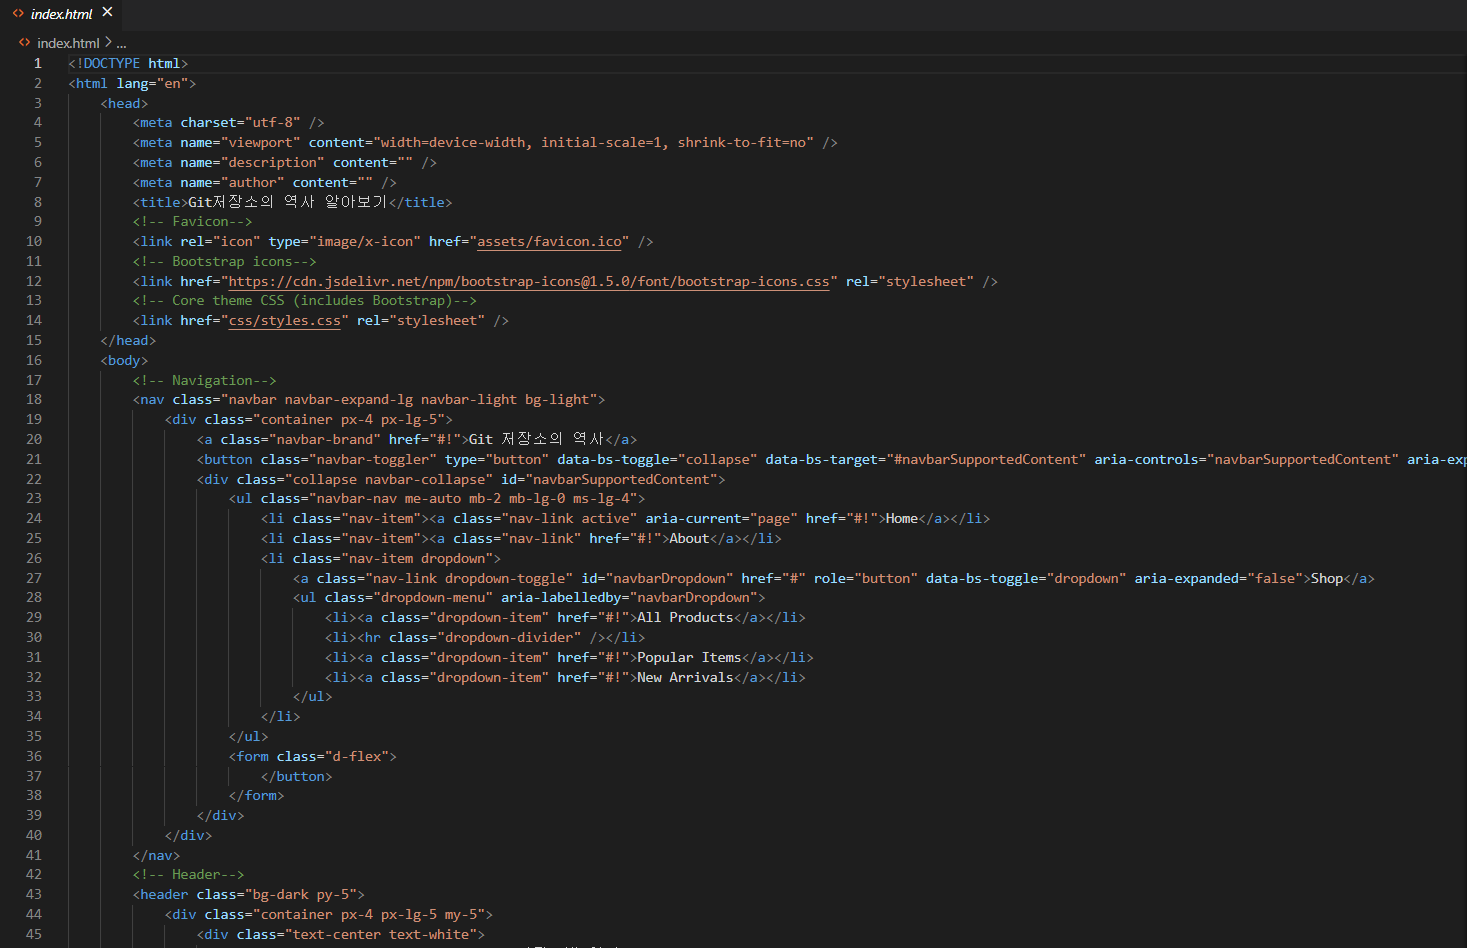 index.html
index.html > ...
1 <!DOCTYPE html>
2 <html lang="en">
3 <head>
4 <meta charset="utf-8" />
5 <meta name="viewport" content="width=device-width, initial-scale=1, shrink-to-fit=no" />
6 <meta name="description" content="" />
7 <meta name="author" content="" />
8 <title>Git저장소의 역사 알아보기</title>
9 <!-- Favicon-->
10 <link rel="icon" type="image/x-icon" href="assets/favicon.ico" />
11 <!-- Bootstrap icons-->
12 <link href="https://cdn.jsdelivr.net/npm/bootstrap-icons@1.5.0/font/bootstrap-icons.css" rel="stylesheet" />
13 <!-- Core theme CSS (includes Bootstrap)-->
14 <link href="css/styles.css" rel="stylesheet" />
15 </head>
16 <body>
17 <!-- Navigation-->
18 <nav class="navbar navbar-expand-lg navbar-light bg-light">
19 <div class="container px-4 px-lg-5">
20 <a class="navbar-brand" href="#!">Git 저장소의 역사</a>
21 <button class="navbar-toggler" type="button" data-bs-toggle="collapse" data-bs-target="#navbarSupportedContent" aria-controls="navbarSupportedContent" aria-exp
22 <div class="collapse navbar-collapse" id="navbarSupportedContent">
23 <ul class="navbar-nav me-auto mb-2 mb-lg-0 ms-lg-4">
24 <li class="nav-item"><a class="nav-link active" aria-current="page" href="#!">Home</a></li>
25 <li class="nav-item"><a class="nav-link" href="#!">About</a></li>
26 <li class="nav-item dropdown">
27 <a class="nav-link dropdown-toggle" id="navbarDropdown" href="#" role="button" data-bs-toggle="dropdown" aria-expanded="false">Shop</a>
28 <ul class="dropdown-menu" aria-labelledby="navbarDropdown">
29 <li><a class="dropdown-item" href="#!">All Products</a></li>
30 <li><hr class="dropdown-divider" /></li>
31 <li><a class="dropdown-item" href="#!">Popular Items</a></li>
32 <li><a class="dropdown-item" href="#!">New Arrivals</a></li>
33 </ul>
34 </li>
35 </ul>
36 <form class="d-flex">
37 </button>
38 </form>
39 </div>
40 </div>
41 </nav>
42 <!-- Header-->
43 <header class="bg-dark py-5">
44 <div class="container px-4 px-lg-5 my-5">
45 <div class="text-center text-white">